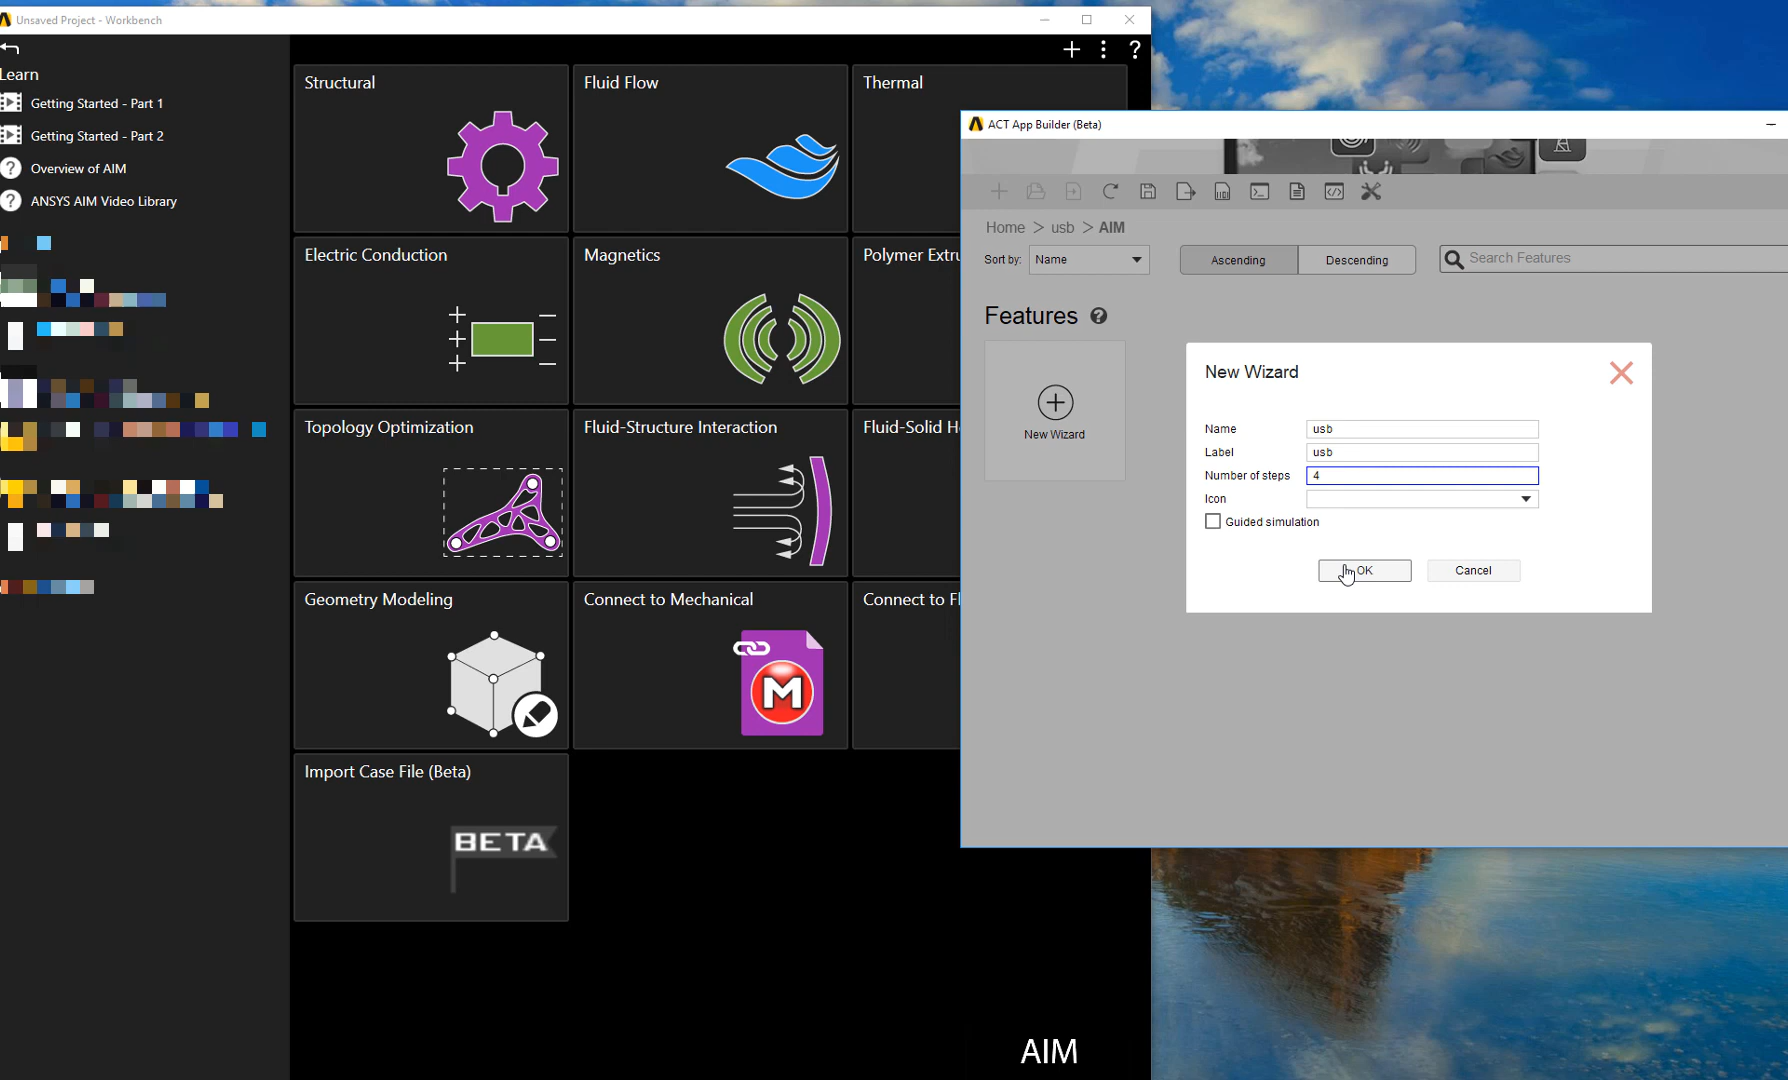 Unsaved Project - Workbench
Learn
Getting Started - Part 1
Getting Started - Part 2
Overview of AIM
ANSYS AIM Video Library
?
Structural
Fluid Flow
Thermal
Electric Conduction
Magnetics
Polymer Extru
Topology Optimization
Fluid-Structure Interaction
Fluid-Solid H
Geometry Modeling
Connect to Mechanical
M
Connect to Fl
Import Case File (Beta)
BETA
AIM
ACT App Builder (Beta)
Home > usb > AIM
Sort by: Name
Ascending
Descending
Search Features
Features ?
New Wizard
New Wizard
Name usb
Label usb
Number of steps 4
Icon
Guided simulation
OK
Cancel